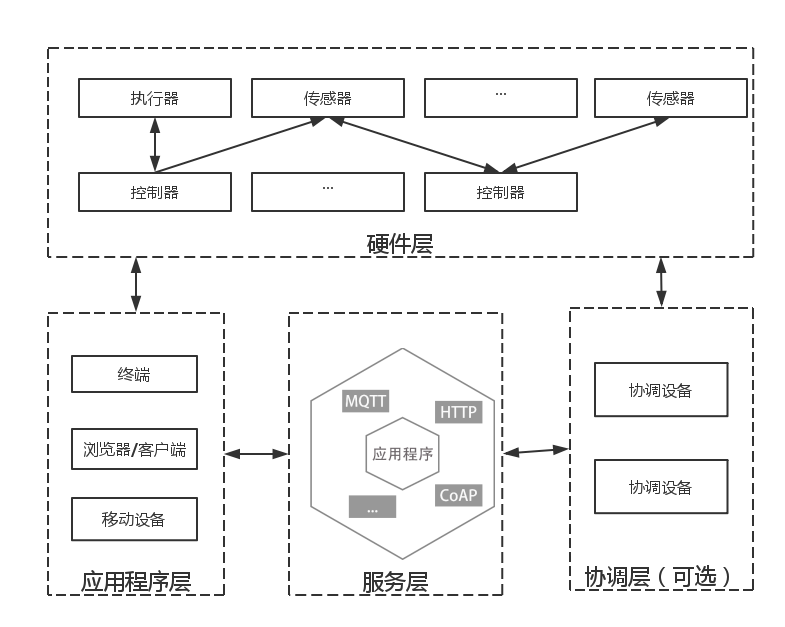 执行器
传感器
...
传感器
控制器
...
控制器
硬件层
终端
浏览器/客户端
移动设备
应用程序层
MQTT
HTTP
应用程序
CoAP
...
服务层
协调设备
协调设备
协调层（可选）